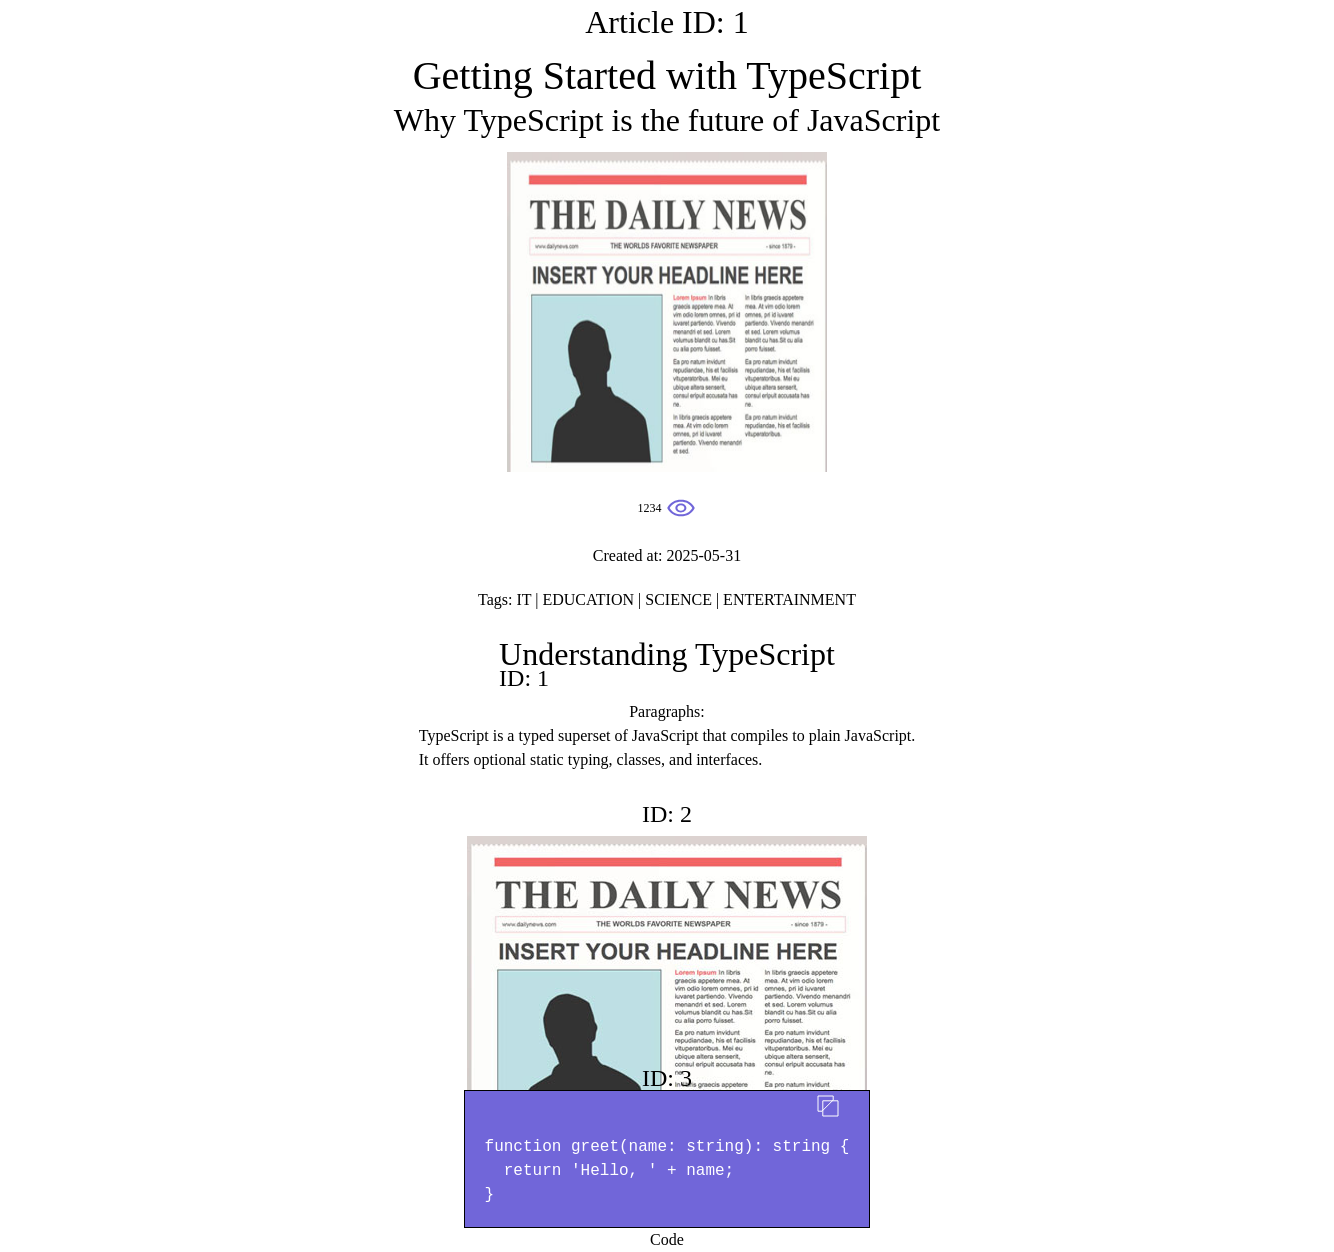 Article ID: 1
Getting Started with TypeScript
Why TypeScript is the future of JavaScript
THE DAILY NEWS
www.dailynews.com THE WORLDS FAVORITE NEWSPAPER - since 1879 -
INSERT YOUR HEADLINE HERE
Lorem Ipsum In libris
graecis appetere mea. At
vim odio lorem omnes, pri id
iuvaret partiendo. Vivendo
menandri et sed. Lorem
volumus blandit cu has.Sit
cu alia porro fuisset.
Ea pro natum invidunt
repudiandae, his et facilisis
vituperatoribus. Mei eu
ubique altera senserit,
consul eripuit accusata has
ne.
In libris graecis appetere
mea. At vim odio lorem
omnes, pri id iuvaret
partiendo. Vivendo menandri
et sed.
In libris graecis appetere
mea. At vim odio lorem
omnes, pri id iuvaret
partiendo. Vivendo menandri
et sed. Lorem volumus
blandit cu has.Sit cu alia
porro fuisset.
Ea pro natum invidunt
repudiandae, his et facilisis
vituperatoribus. Mei eu
ubique altera senserit,
consul eripuit accusata has
ne.
Ea pro natum invidunt
repudiandae, his et facilisis
vituperatoribus.
1234
Created at: 2025-05-31
Tags: IT | EDUCATION | SCIENCE | ENTERTAINMENT
Understanding TypeScript
ID: 1
Paragraphs:
TypeScript is a typed superset of JavaScript that compiles to plain JavaScript.
It offers optional static typing, classes, and interfaces.
ID: 2
THE DAILY NEWS
www.dailynews.com THE WORLDS FAVORITE NEWSPAPER - since 1879 -
INSERT YOUR HEADLINE HERE
Lorem Ipsum In libris
graecis appetere mea. At
vim odio lorem omnes, pri id
iuvaret partiendo. Vivendo
menandri et sed. Lorem
volumus blandit cu has.Sit
cu alia porro fuisset.
Ea pro natum invidunt
repudiandae, his et facilisis
vituperatoribus. Mei eu
ubique altera senserit,
consul eripuit accusata has
ne.
In libris graecis appetere
In libris graecis appetere
mea. At vim odio lorem
omnes, pri id iuvaret
partiendo. Vivendo menandri
et sed. Lorem volumus
blandit cu has.Sit cu alia
porro fuisset.
Ea pro natum invidunt
repudiandae, his et facilisis
vituperatoribus. Mei eu
ubique altera senserit,
consul eripuit accusata has
ne.
Ea pro natum invidunt
ID: 3
function greet(name: string): string {
  return 'Hello, ' + name;
}
Code